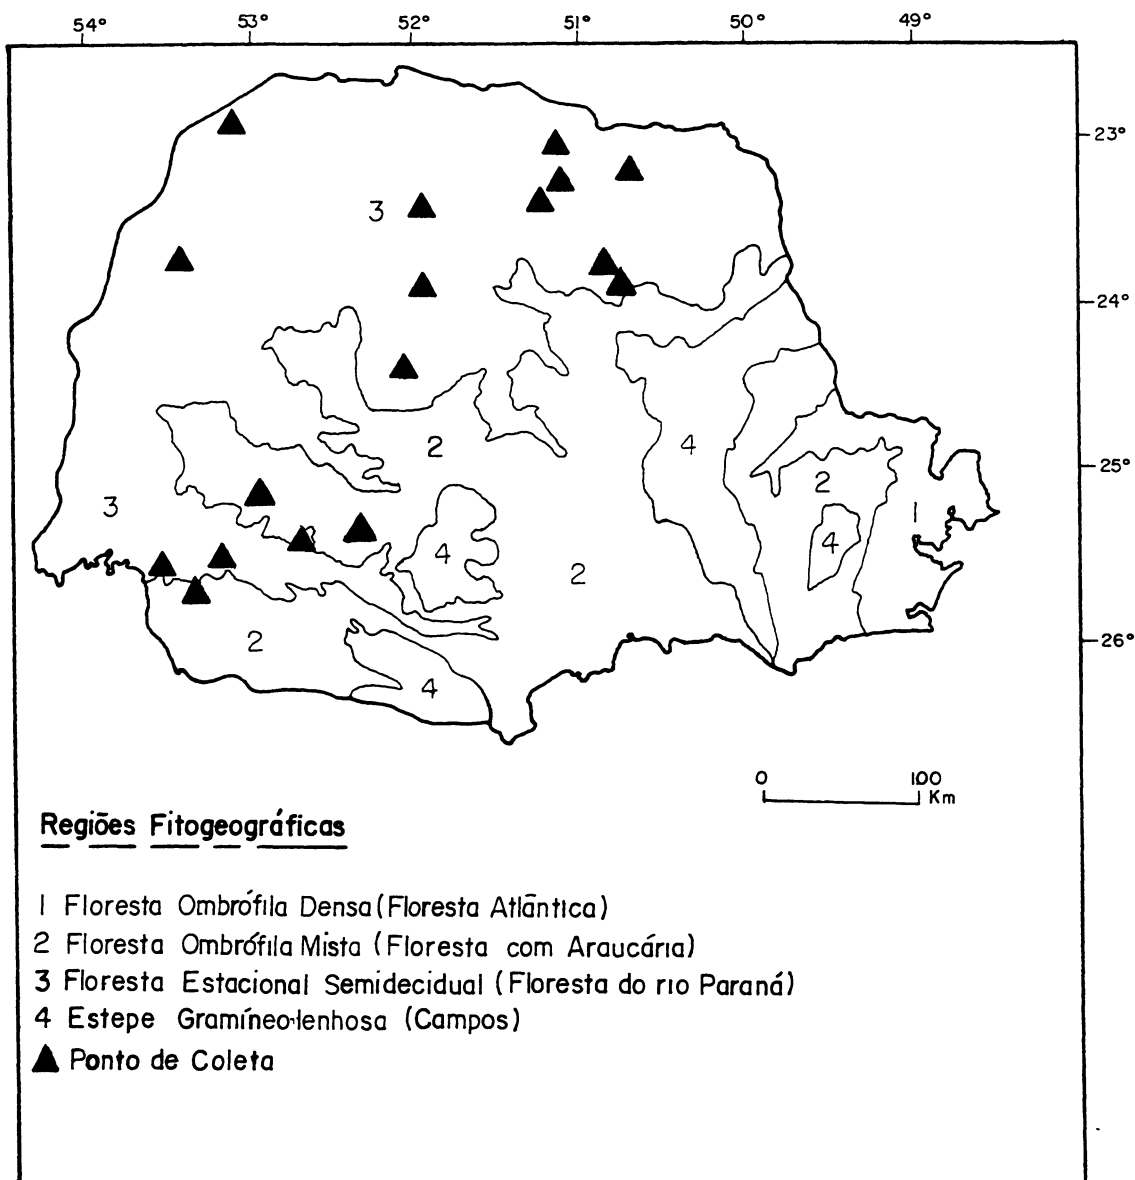 54° 53° 52° 51° 50° 49°
23°
3
24°
2 4
25°
2
3 1
4 4
2
26°
2
4
0 100
Km
Regiões Fitogeográficas
1 Floresta Ombrófila Densa (Floresta Atlântica)
2 Floresta Ombrófila Mista (Floresta com Araucária)
3 Floresta Estacional Semidecidual (Floresta do rio Paraná)
4 Estepe Gramíneo-lenhosa (Campos)
Ponto de Coleta